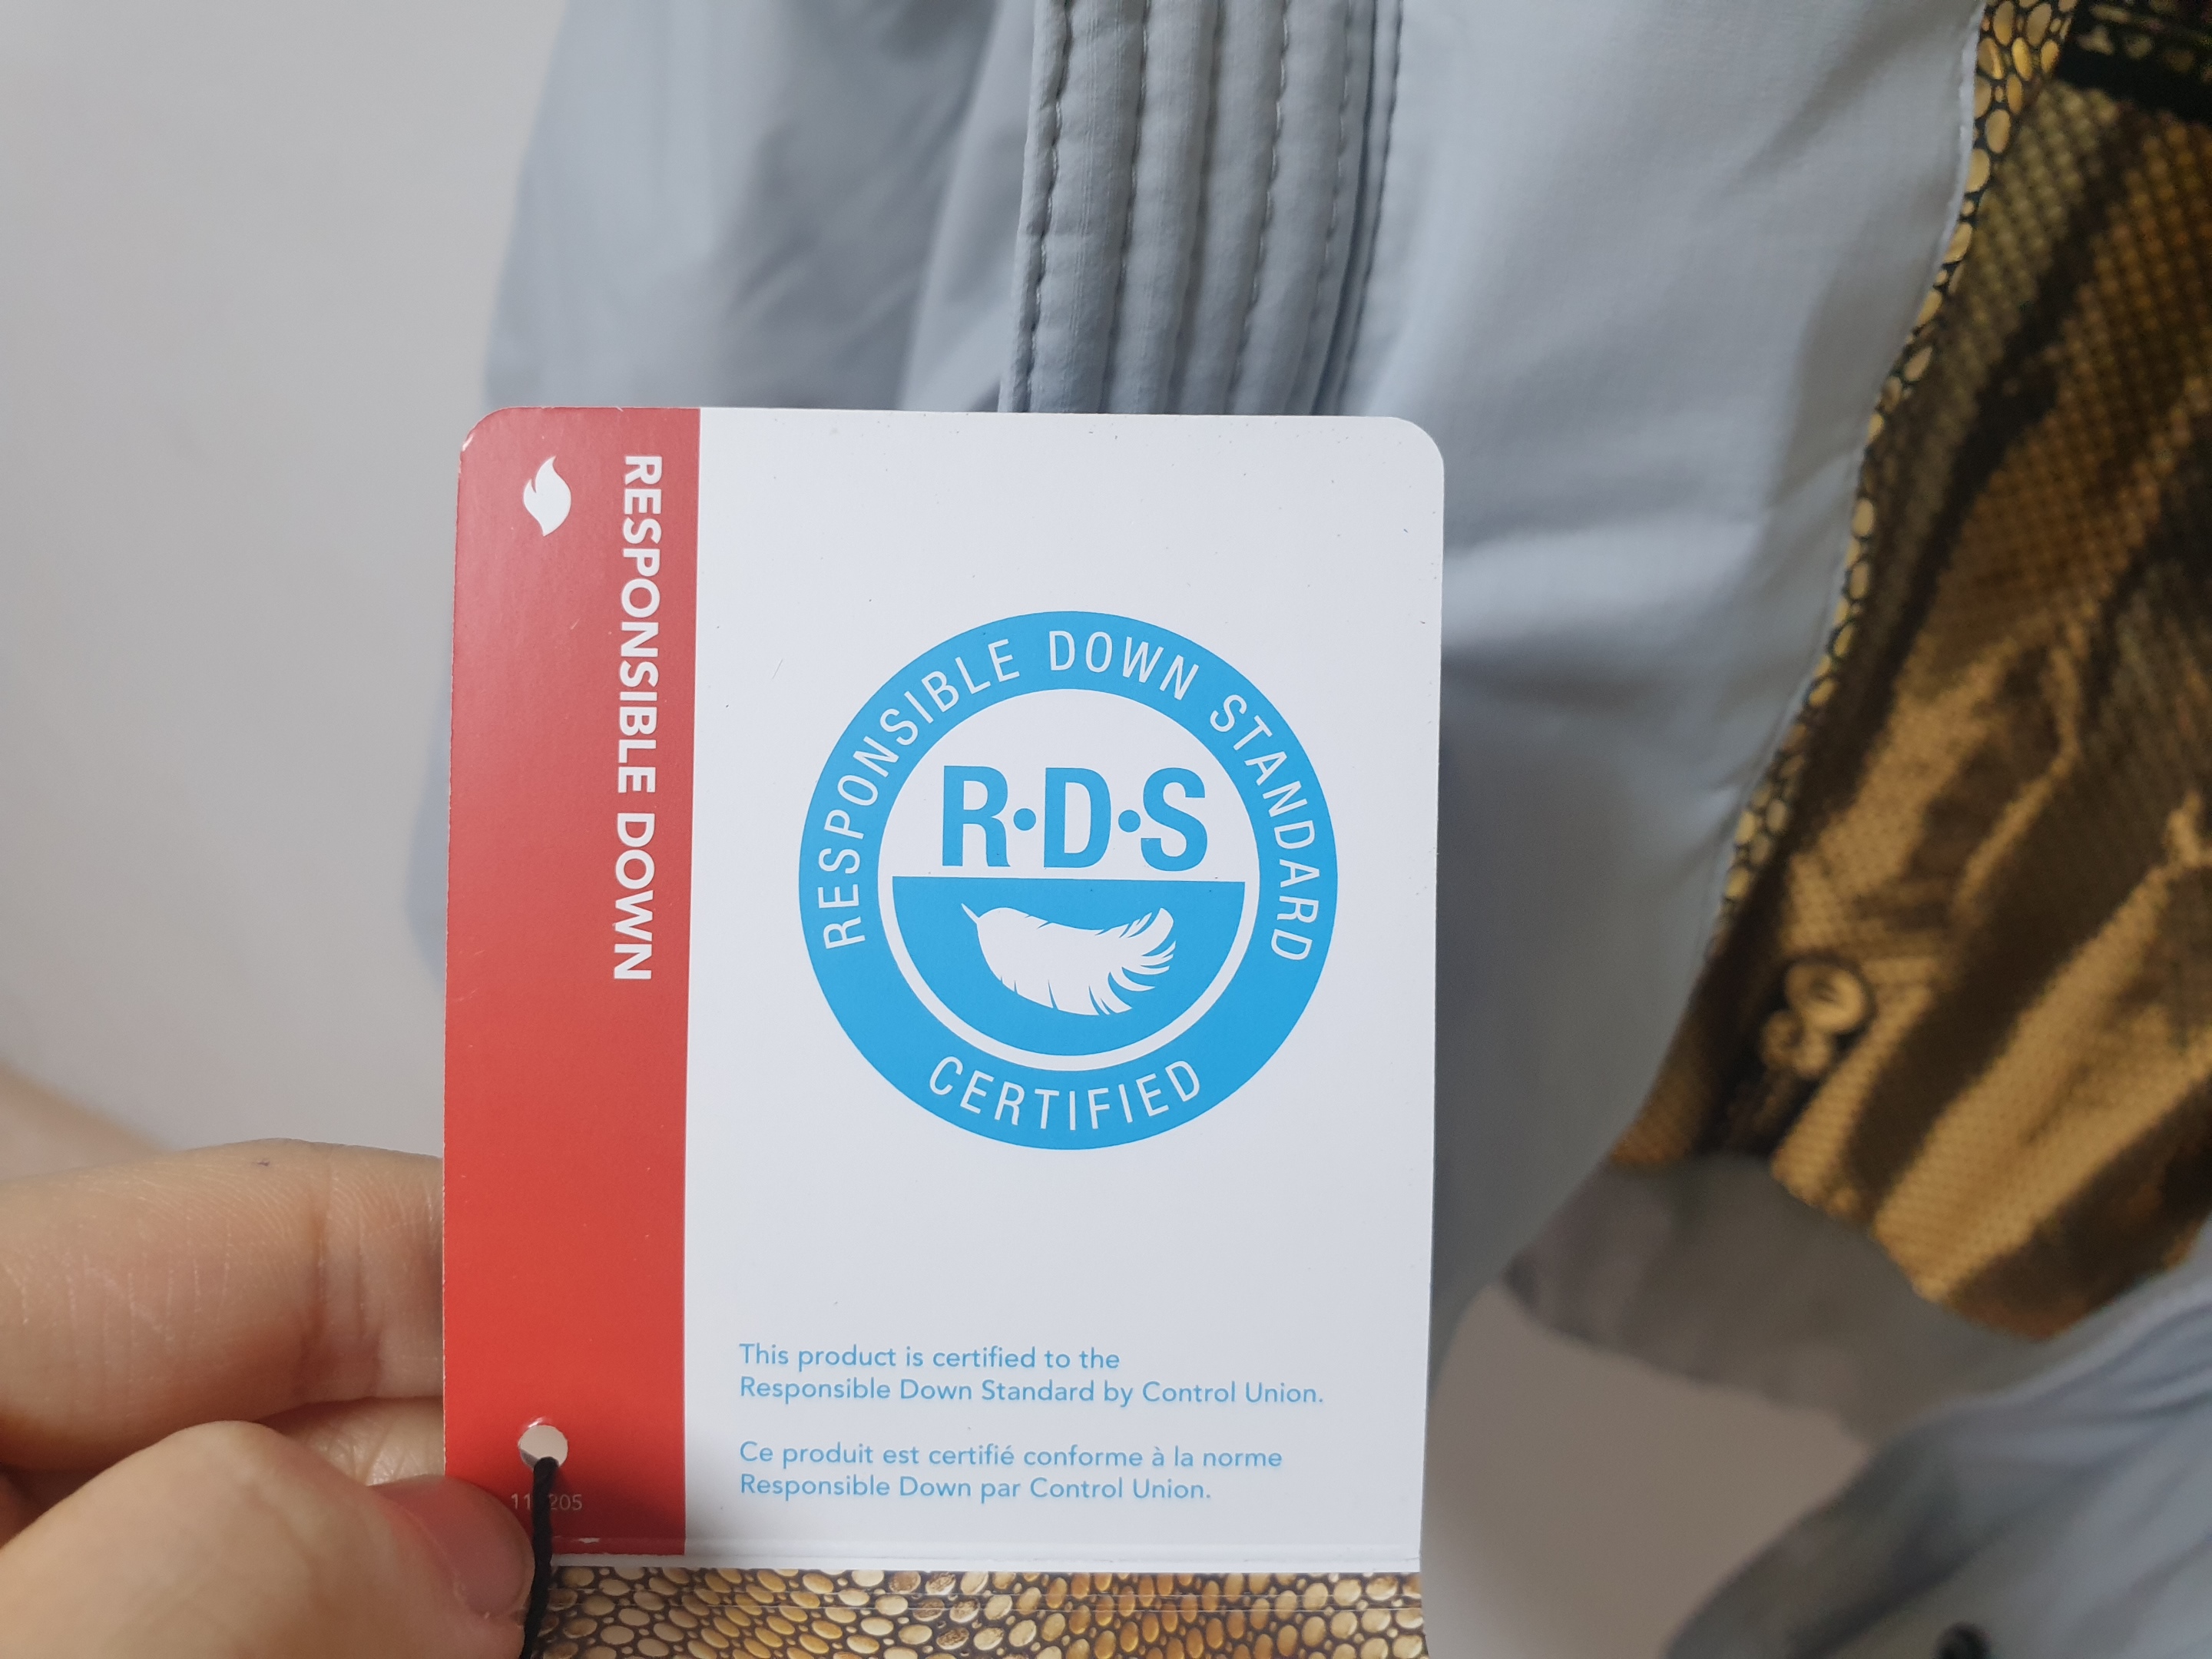 RESPONSIBLE DOWN
RESPONSIBLE DOWN STANDARD
R·D·S
CERTIFIED
This product is certified to the
Responsible Down Standard by Control Union.
Ce produit est certifié conforme à la norme
Responsible Down par Control Union.